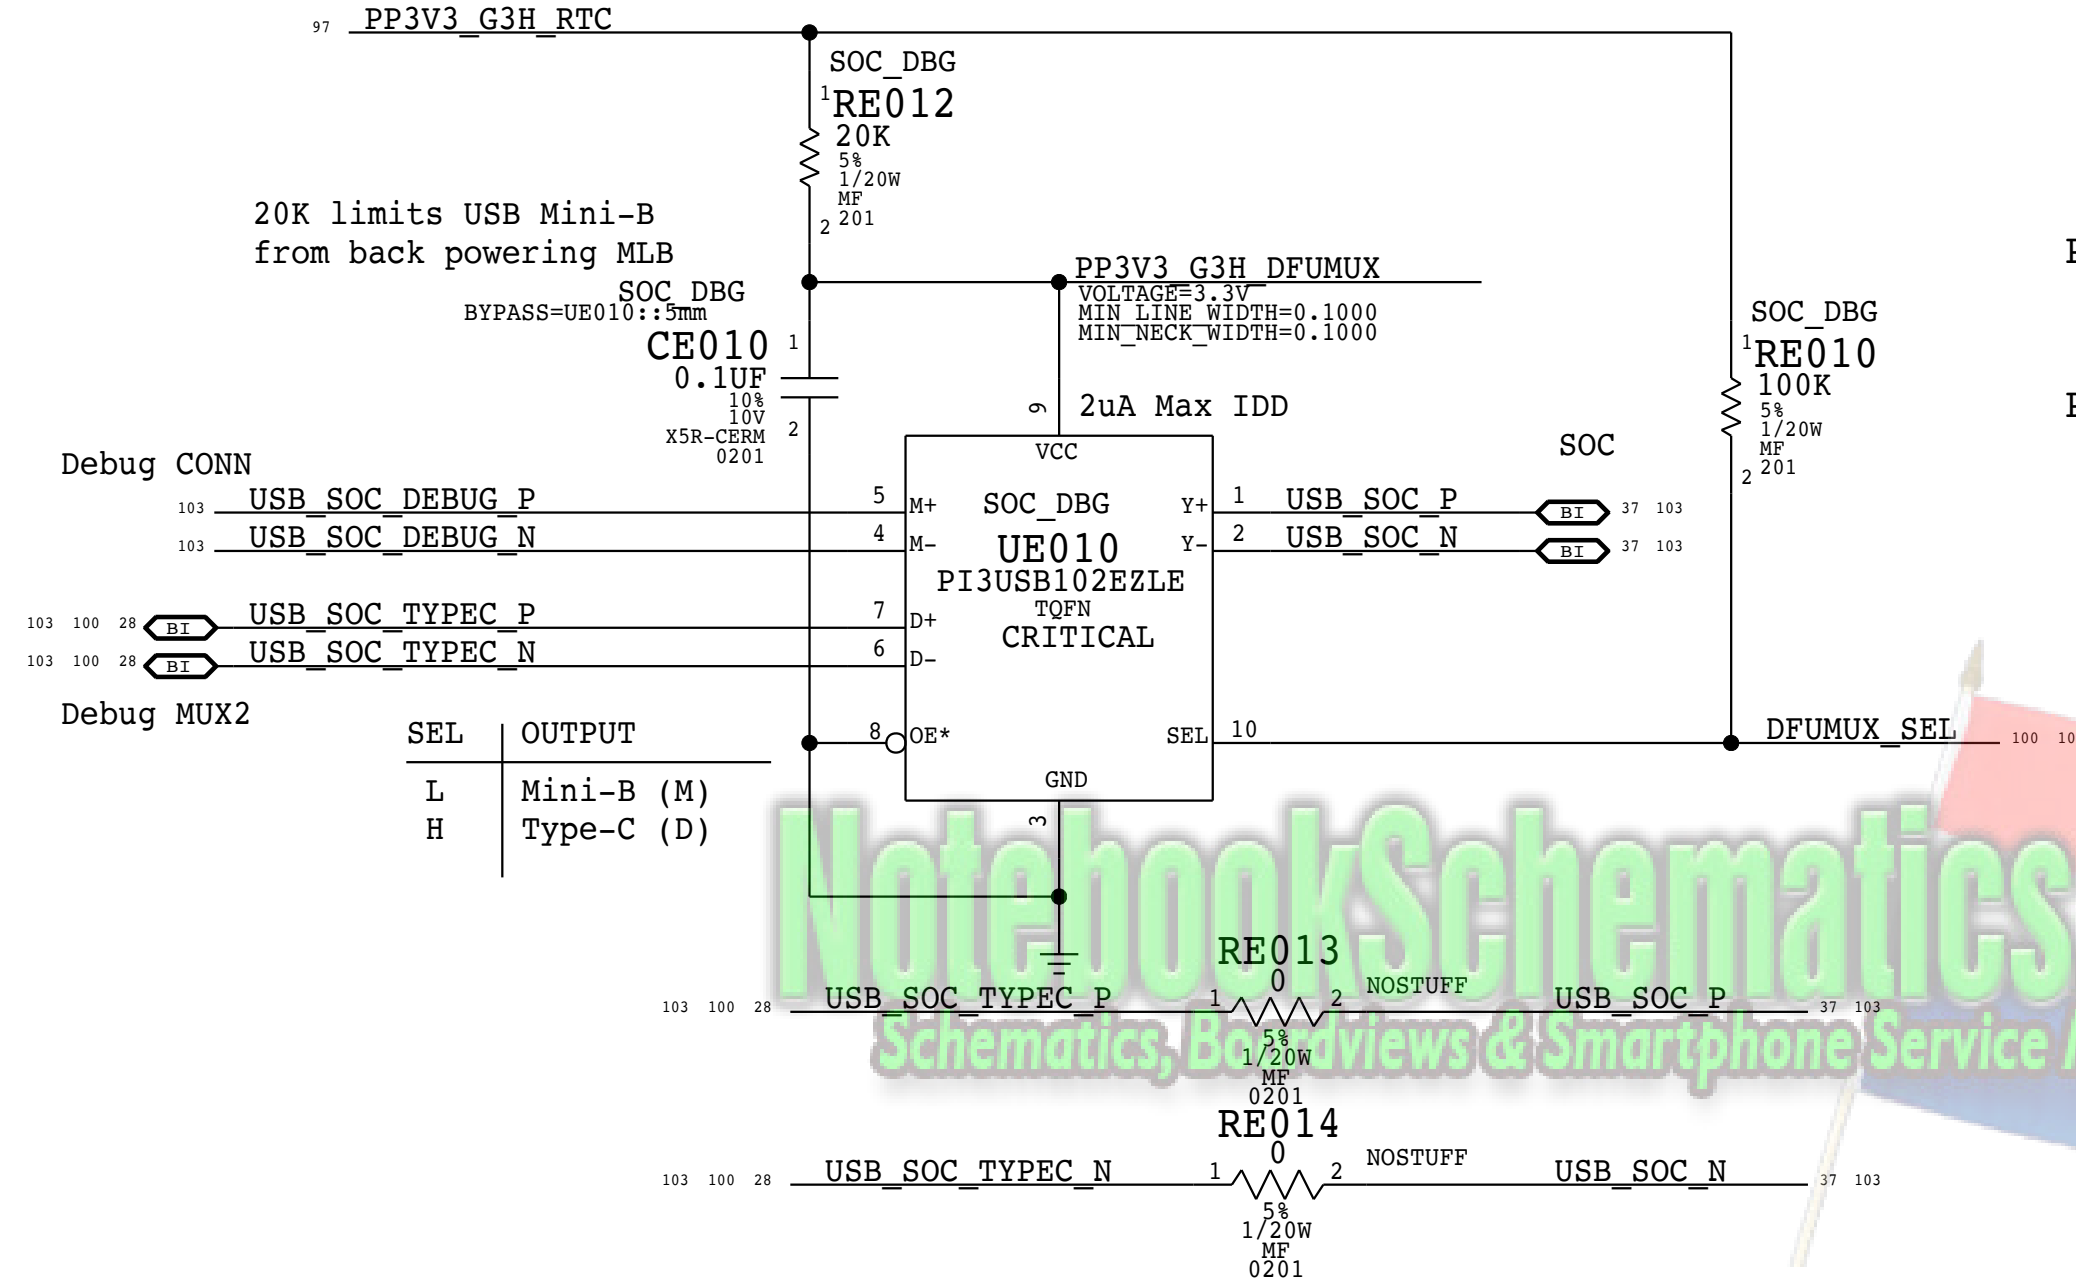 97 PP3V3_G3H_RTC
SOC_DBG
1 RE012
20K
5%
1/20W
MF
2 201
20K limits USB Mini-B
from back powering MLB
PP3V3_G3H_DFUMUX
VOLTAGE=3.3V
MIN_LINE_WIDTH=0.1000
MIN_NECK_WIDTH=0.1000
SOC_DBG
BYPASS=UE010::5mm
CE010 1
0.1UF
10%
10V
X5R-CERM 2
0201
SOC_DBG
1 RE010
100K
5%
1/20W
MF
2 201
9 2uA Max IDD
VCC
SOC
Debug CONN
103 USB_SOC_DEBUG_P 5 M+
103 USB_SOC_DEBUG_N 4 M-
SOC_DBG
UE010
PI3USB102EZLE
TQFN
CRITICAL
Y+ 1 USB_SOC_P BI 37 103
Y- 2 USB_SOC_N BI 37 103
103 100 28 BI USB_SOC_TYPEC_P 7 D+
103 100 28 BI USB_SOC_TYPEC_N 6 D-
Debug MUX2
8 OE*
SEL 10 DFUMUX_SEL 100 10
GND
3
SEL OUTPUT
L Mini-B (M)
H Type-C (D)
NotebookSchematics
Schematics, Boardviews & Smartphone Service
RE013
0
103 100 28 USB_SOC_TYPEC_P 1 2 NOSTUFF USB_SOC_P 37 103
5%
1/20W
MF
0201
RE014
0
103 100 28 USB_SOC_TYPEC_N 1 2 NOSTUFF USB_SOC_N 37 103
5%
1/20W
MF
0201